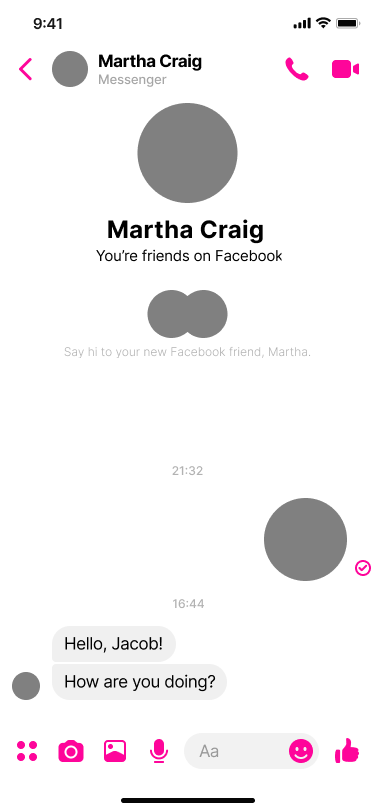 9:41
Martha Craig
Messenger
Martha Craig
You're friends on Facebook
Say hi to your new Facebook friend, Martha.
21:32
16:44
Hello, Jacob!
How are you doing?
Aa